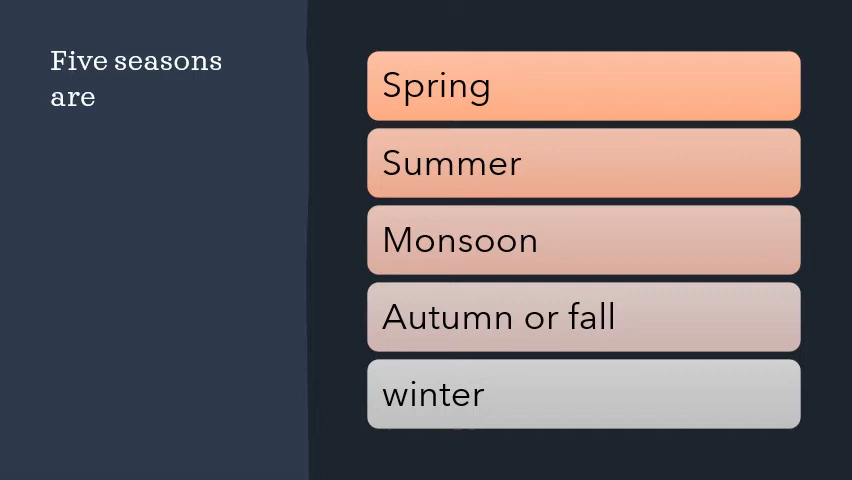 Five seasons
are
Spring
Summer
Monsoon
Autumn or fall
winter